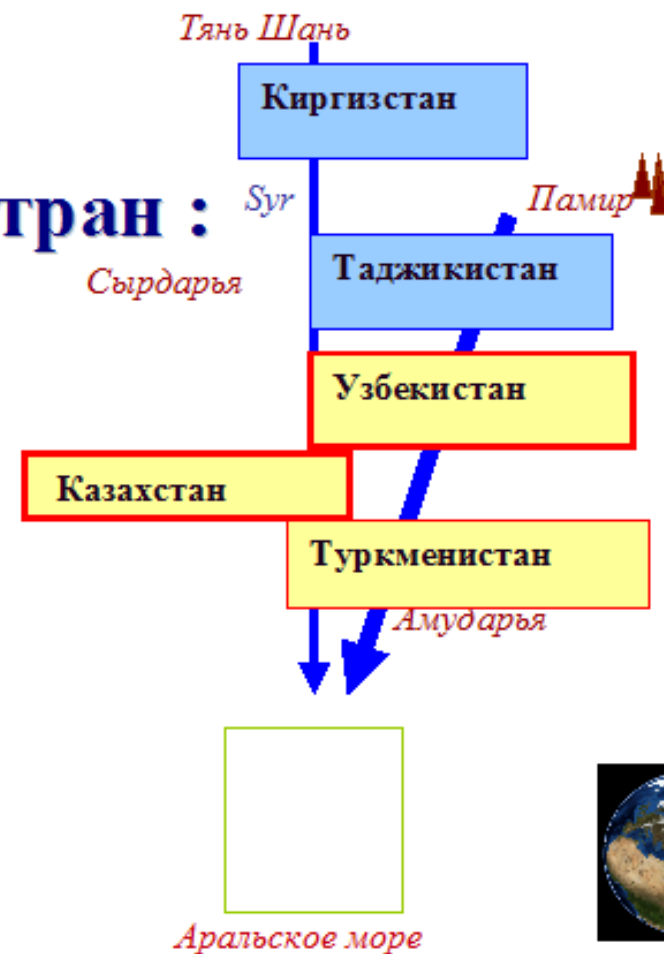 Тянь Шань
Киргизстан
тран :
Syr
Памир
Сырдарья
Таджикистан
Узбекистан
Казахстан
Туркменистан
Амударья
Аральское море